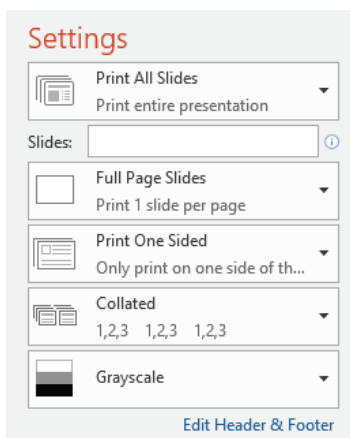 Settings
Print All Slides
Print entire presentation
Slides:
Full Page Slides
Print 1 slide per page
Print One Sided
Only print on one side of th...
Collated
1,2,3 1,2,3 1,2,3
Grayscale
Edit Header & Footer